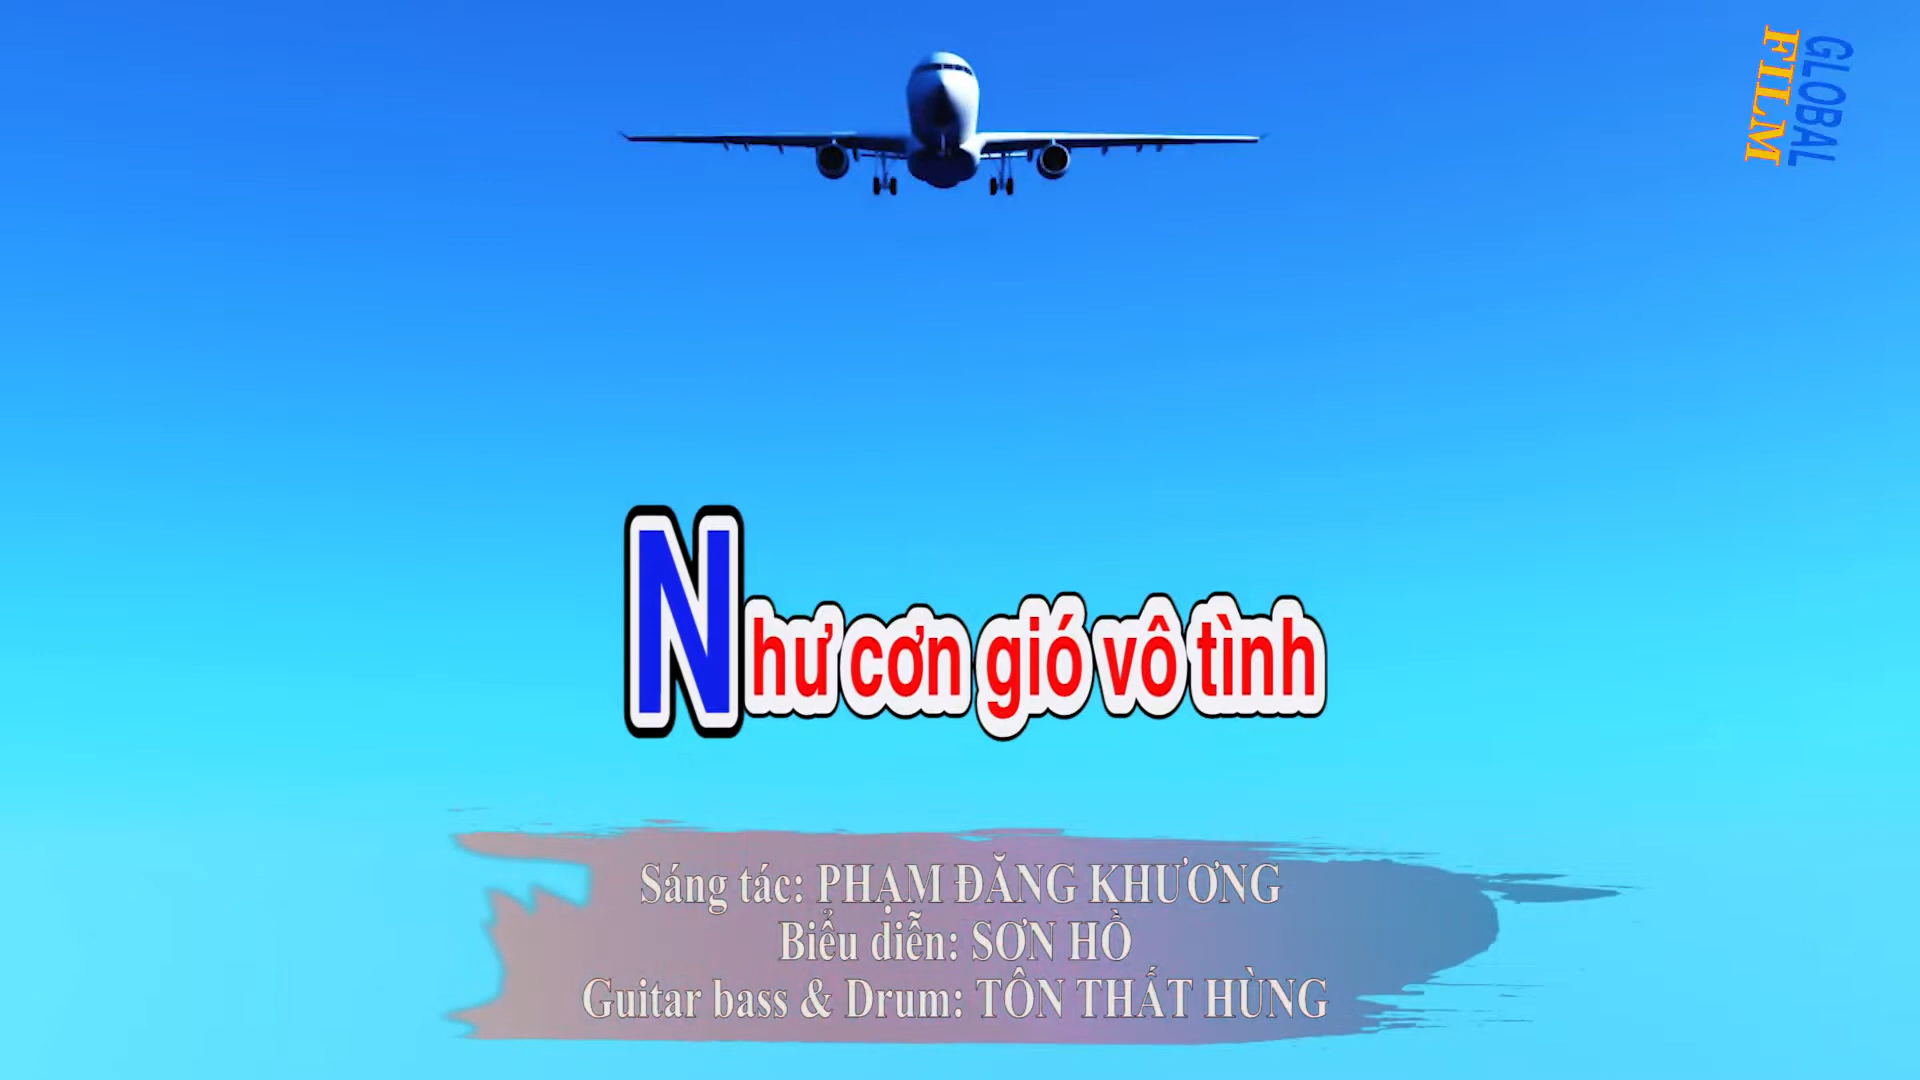 GLOBAL
FILM
Như cơn gió vô tình
Sáng tác: PHẠM ĐĂNG KHƯƠNG
Biểu diễn: SƠN HỒ
Guitar bass & Drum: TÔN THẤT HÙNG